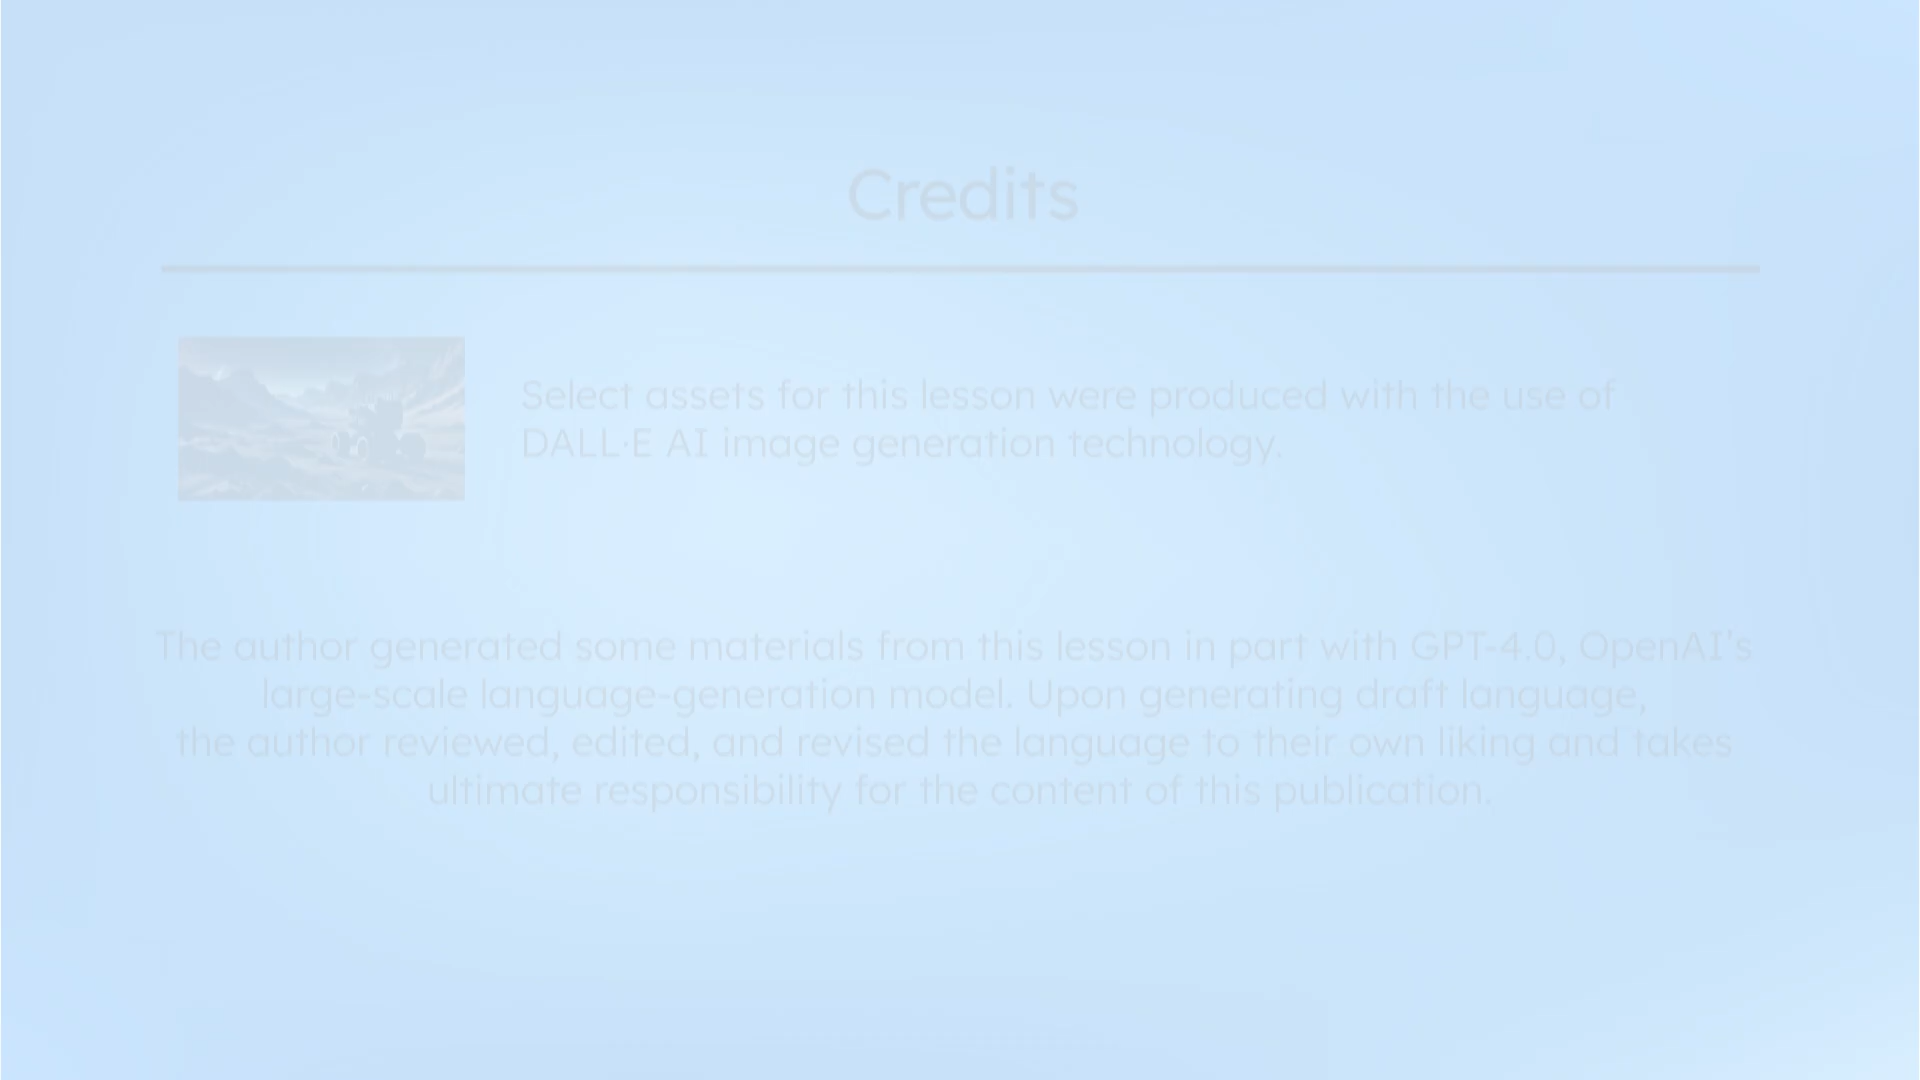 Credits
Select assets for this lesson were produced with the use of
DALL·E AI image generation technology.
The author generated some materials from this lesson in part with GPT-4.0, OpenAI's
large-scale language-generation model. Upon generating draft language,
the author reviewed, edited, and revised the language to their own liking and takes
ultimate responsibility for the content of this publication.